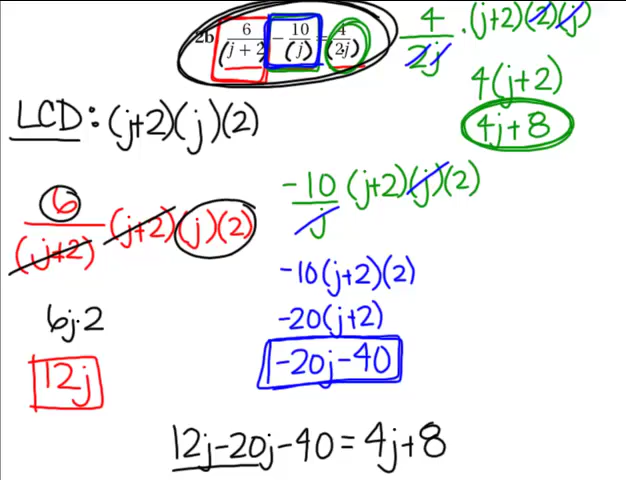 2b 6/(j + 2) - 10/(j) = 4/(2j)
4/2j · (j+2)(2)(j)
4(j+2)
4j+8
LCD: (j+2)(j)(2)
6/(j+2) (j+2)(j)(2)
6j·2
12j
-10/j (j+2)(j)(2)
-10(j+2)(2)
-20(j+2)
-20j-40
12j-20j-40=4j+8